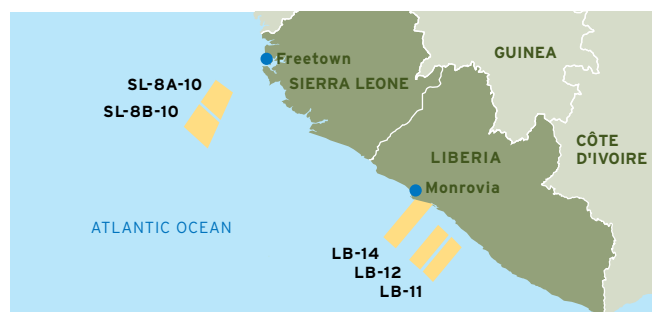 Freetown
GUINEA
SL-8A-10
SIERRA LEONE
SL-8B-10
CÔTE
D'IVOIRE
LIBERIA
Monrovia
ATLANTIC OCEAN
LB-14
LB-12
LB-11